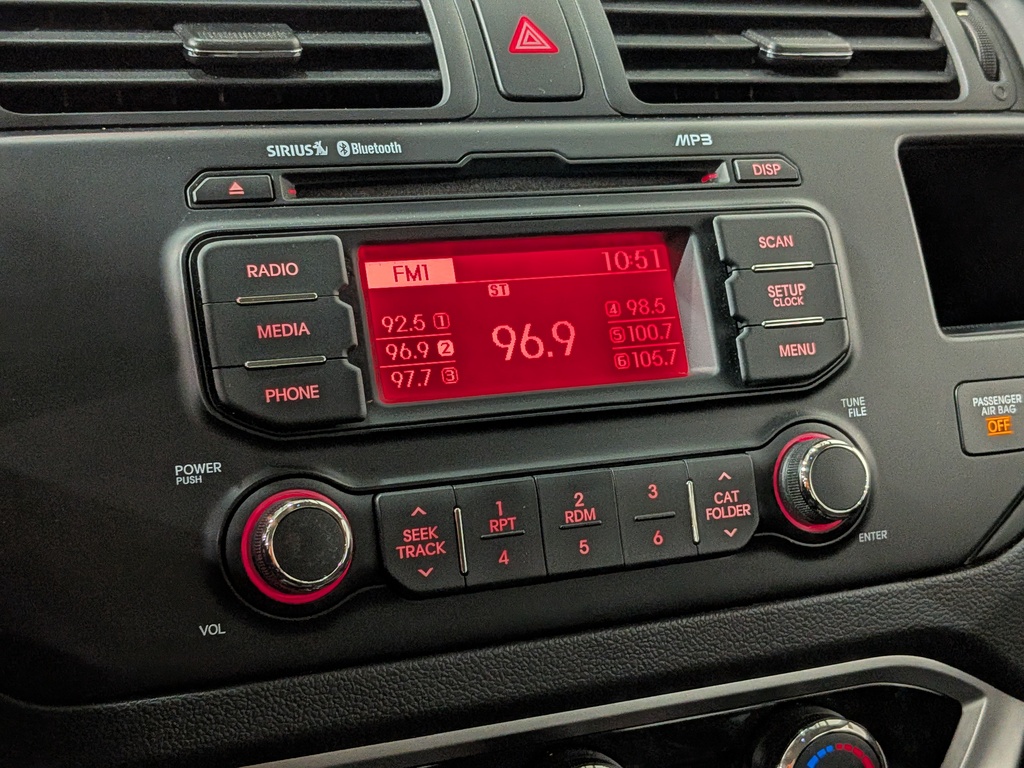 SIRIUS Bluetooth
MP3
DISP
RADIO
MEDIA
PHONE
FM1
10:51
ST
92.5 1
96.9 2
97.7 3
96.9
4 98.5
5 100.7
6 105.7
SCAN
SETUP
CLOCK
MENU
PASSENGER
AIR BAG
OFF
POWER
PUSH
VOL
SEEK
TRACK
1
RPT
4
2
RDM
5
3
6
CAT
FOLDER
TUNE
FILE
ENTER